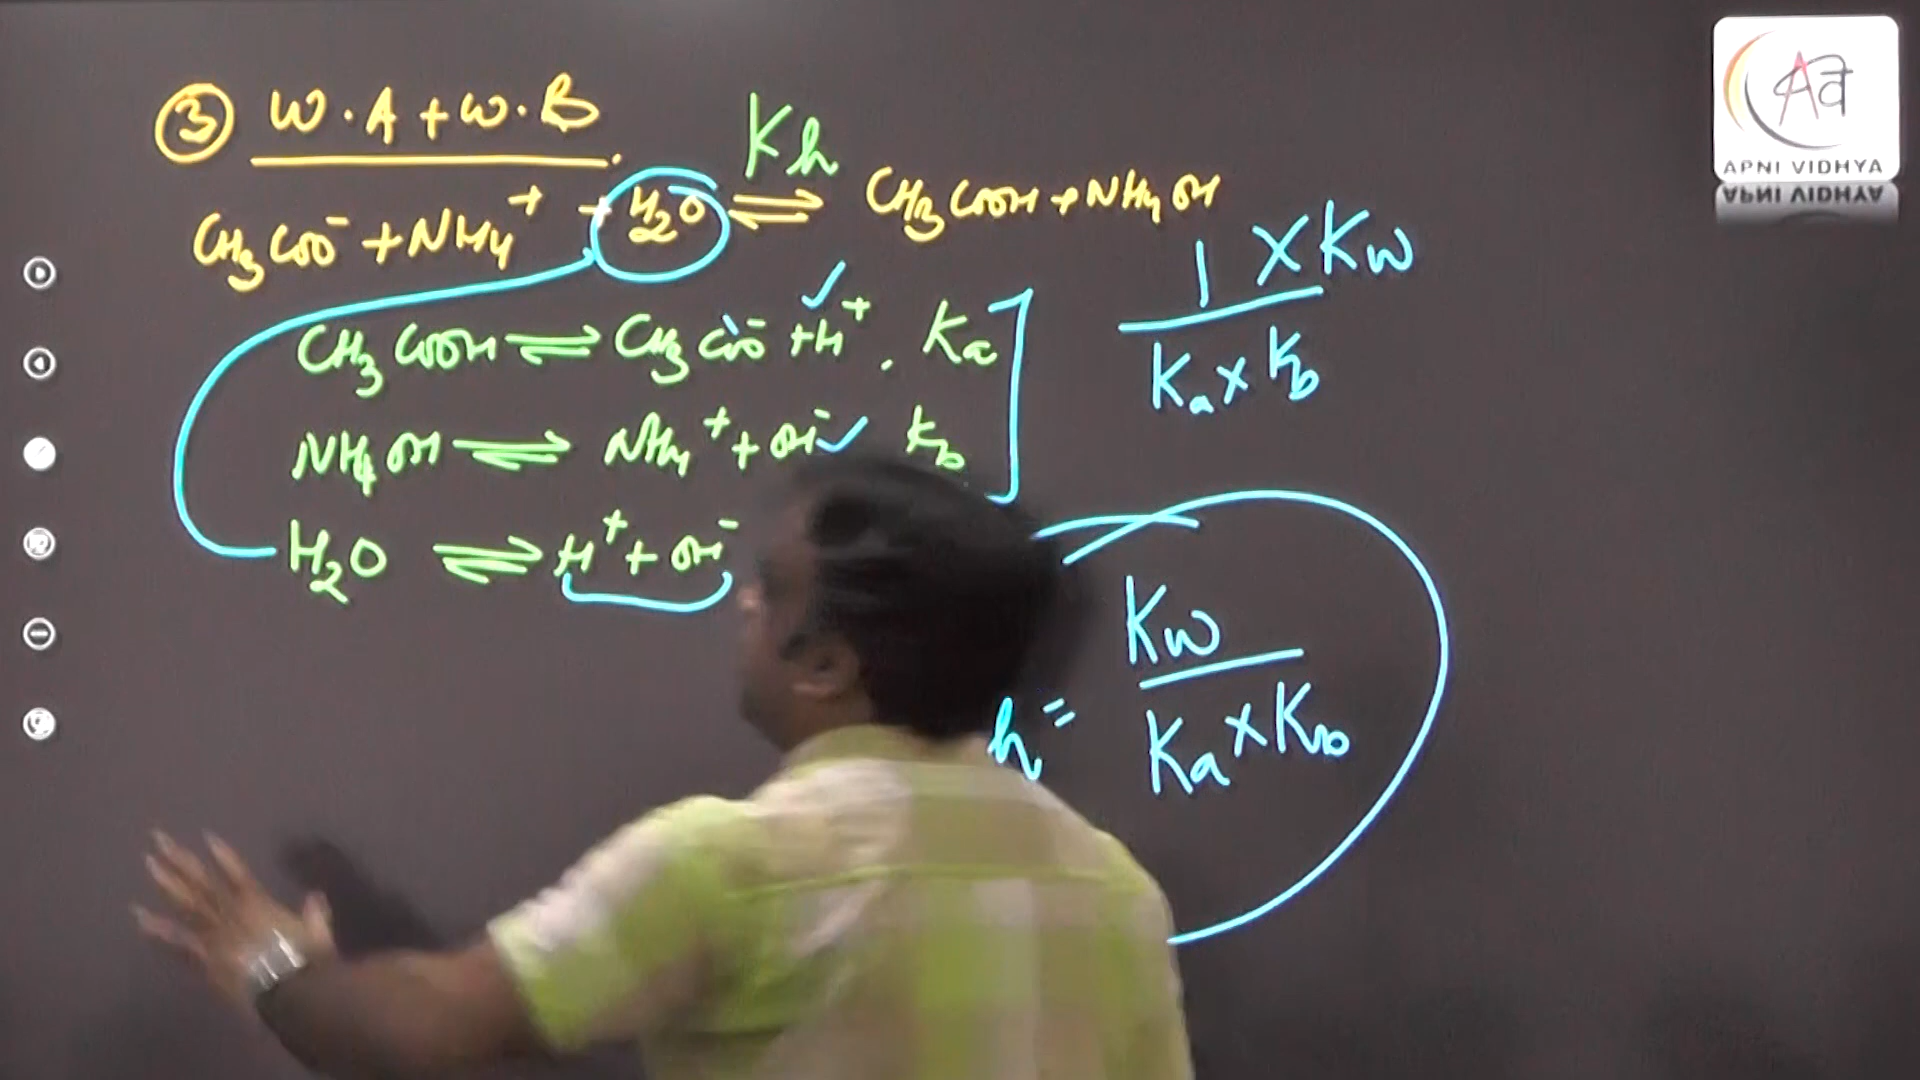 ③ W.A + W.B
Kh
CH3COO⁻ + NH4⁺ + H2O ⇌ CH3COOH + NH4OH
CH3COOH ⇌ CH3COO⁻ + H⁺. Ka
NH4OH ⇌ NH4⁺ + OH⁻ Kb
H2O ⇌ H⁺ + OH⁻
1 × Kw
Ka × Kb
Kw
h =
Ka × Kb
Aवि
APNI VIDHYA